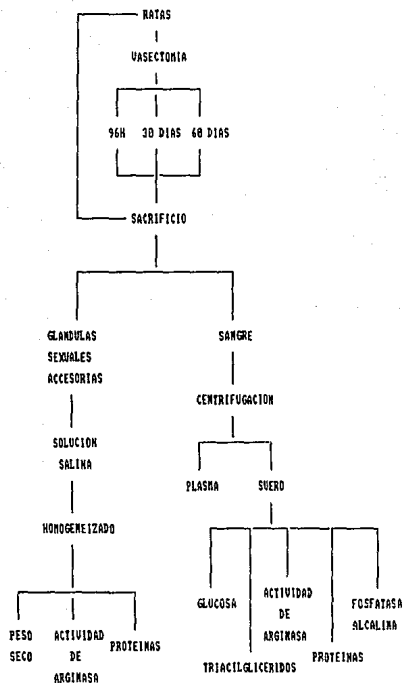 RATAS
VASECTOMIA
96H 30 DIAS 60 DIAS
SACRIFICIO
GLANDULAS
SEXUALES
ACCESORIAS
SANGRE
CENTRIFUGACION
SOLUCION
SALINA
PLASMA SUERO
HOMOGENEIZADO
GLUCOSA
ACTIVIDAD
DE
ARGINASA
FOSFATASA
ALCALINA
TRIACILGLICERIDOS
PROTEINAS
PESO
SECO
ACTIVIDAD
DE
ARGINASA
PROTEINAS